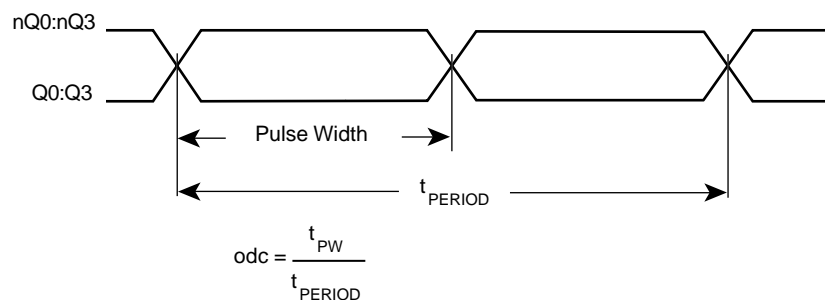 nQ0:nQ3
Q0:Q3
Pulse Width
tPERIOD
tPW
odc =
tPERIOD